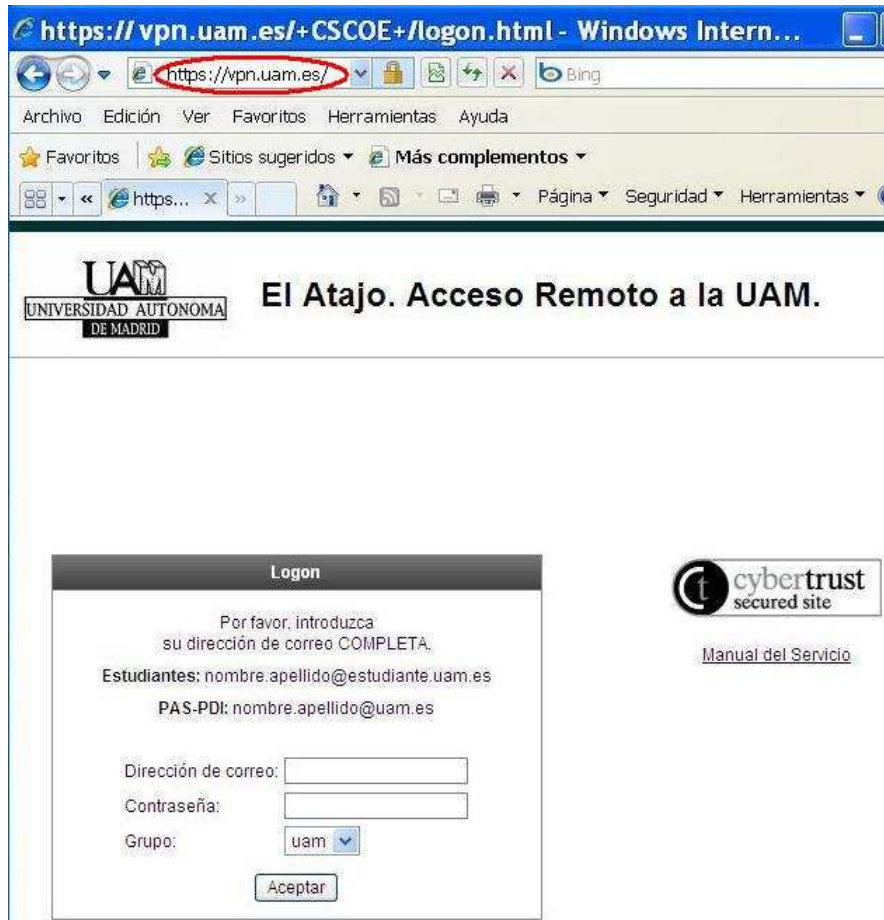 https://vpn.uam.es/+CSCOE+/logon.html - Windows Intern...
https://vpn.uam.es/
Bing
Archivo Edición Ver Favoritos Herramientas Ayuda
Favoritos Sitios sugeridos Más complementos
https... Página Seguridad Herramientas
UAM
UNIVERSIDAD AUTONOMA
DE MADRID
El Atajo. Acceso Remoto a la UAM.
Logon
Por favor, introduzca
su dirección de correo COMPLETA.
Estudiantes: nombre.apellido@estudiante.uam.es
PAS-PDI: nombre.apellido@uam.es
Dirección de correo:
Contraseña:
Grupo: uam
Aceptar
t cybertrust
secured site
Manual del Servicio